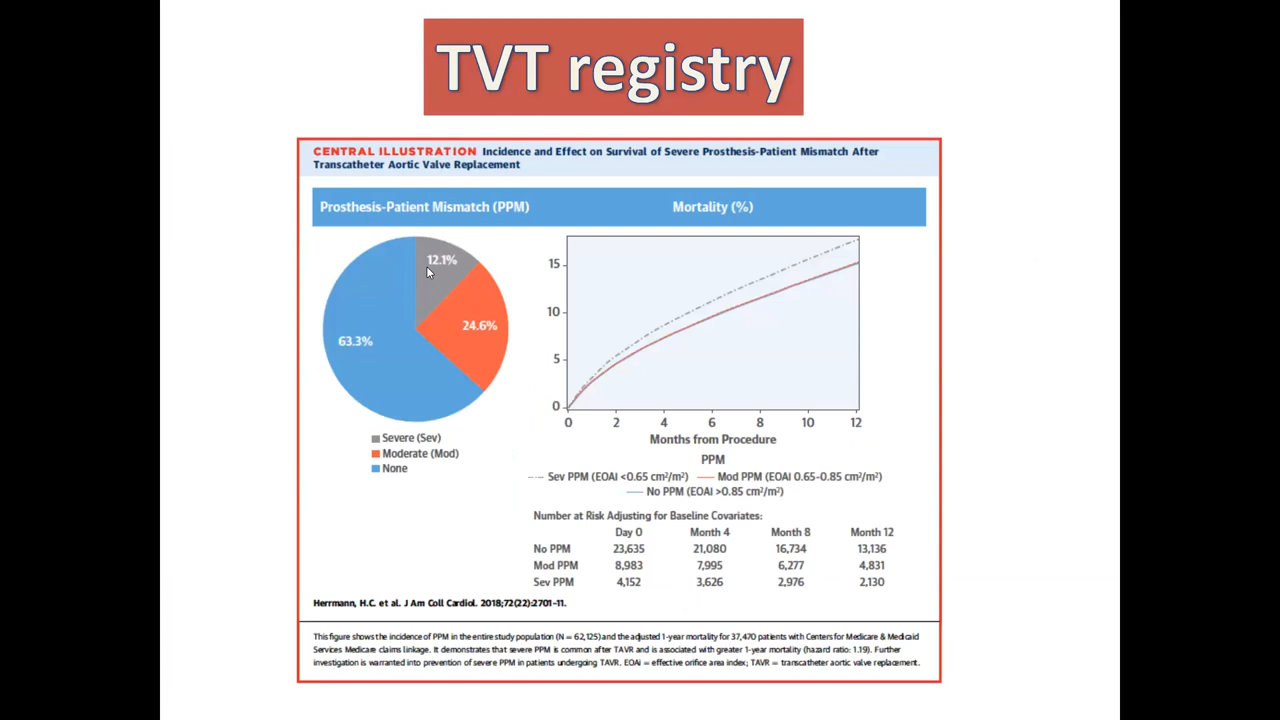 TVT registry
CENTRAL ILLUSTRATION Incidence and Effect on Survival of Severe Prosthesis-Patient Mismatch After
Transcatheter Aortic Valve Replacement
Prosthesis-Patient Mismatch (PPM)
Mortality (%)
12.1%
24.6%
63.3%
Severe (Sev)
Moderate (Mod)
None
15
10
5
0
0 2 4 6 8 10 12
Months from Procedure
PPM
Sev PPM (EOAI <0.65 cm²/m²) Mod PPM (EOAI 0.65-0.85 cm²/m²)
No PPM (EOAI >0.85 cm²/m²)
Number at Risk Adjusting for Baseline Covariates:
Day 0 Month 4 Month 8 Month 12
No PPM 23,635 21,080 16,734 13,136
Mod PPM 8,983 7,995 6,277 4,831
Sev PPM 4,152 3,626 2,976 2,130
Herrmann, H.C. et al. J Am Coll Cardiol. 2018;72(22):2701-11.
This figure shows the incidence of PPM in the entire study population (N = 62,125) and the adjusted 1-year mortality for 37,470 patients with Centers for Medicare & Medicaid
Services Medicare claims linkage. It demonstrates that severe PPM is common after TAVR and is associated with greater 1-year mortality (hazard ratio: 1.19). Further
investigation is warranted into prevention of severe PPM in patients undergoing TAVR. EOAi = effective orifice area index; TAVR = transcatheter aortic valve replacement.